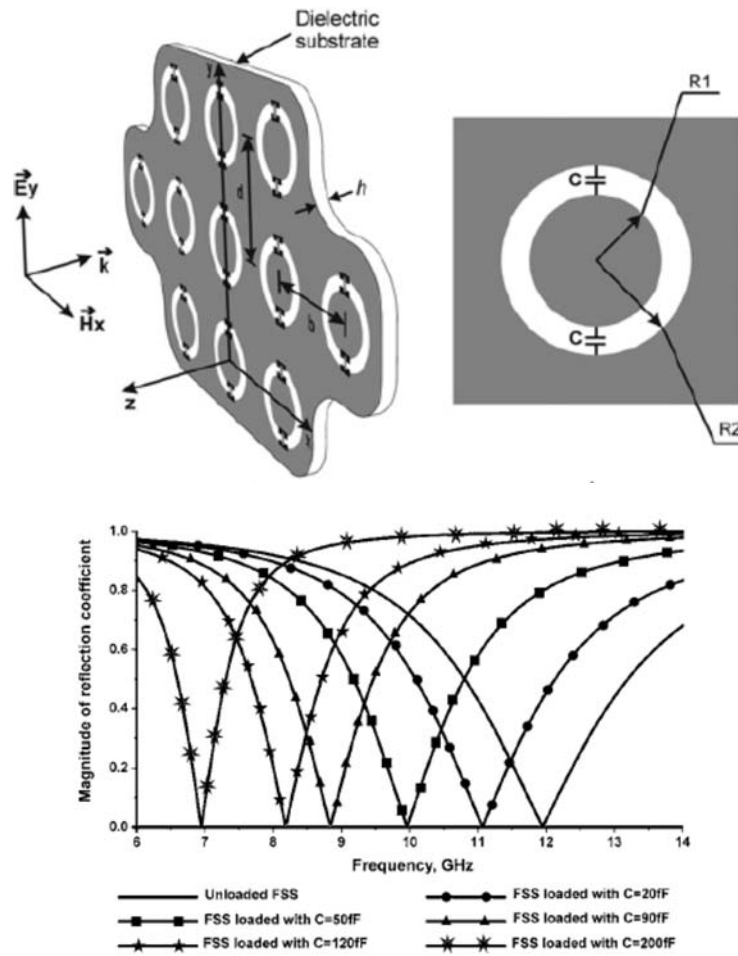 Dielectric
substrate
y
d
h
Ey
k
Hx
b
z
x
R1
C
C
R2
Magnitude of reflection coefficient
1.0
0.8
0.6
0.4
0.2
0.0
6 7 8 9 10 11 12 13 14
Frequency, GHz
Unloaded FSS
FSS loaded with C=20fF
FSS loaded with C=50fF
FSS loaded with C=90fF
FSS loaded with C=120fF
FSS loaded with C=200fF